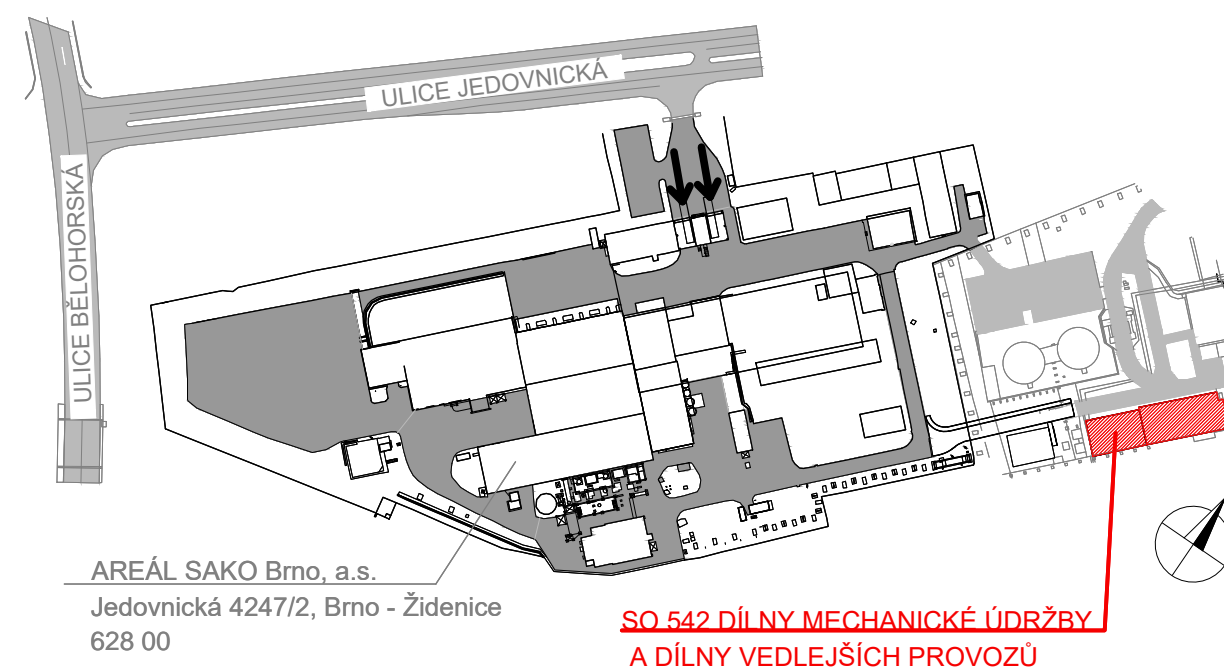 ULICE JEDOVNICKÁ
ULICE BĚLOHORSKÁ
AREÁL SAKO Brno, a.s.
Jedovnická 4247/2, Brno - Židenice
628 00
SO 542 DÍLNY MECHANICKÉ ÚDRŽBY
A DÍLNY VEDLEJŠÍCH PROVOZŮ